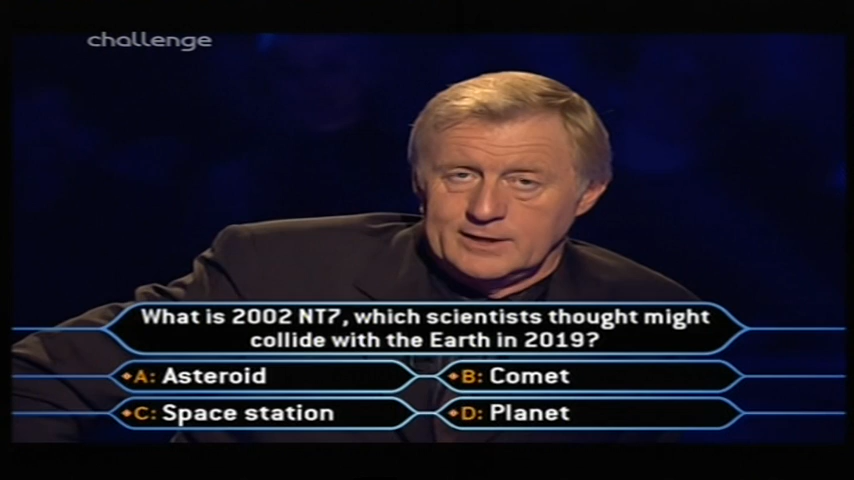 challenge
What is 2002 NT7, which scientists thought might
collide with the Earth in 2019?
A: Asteroid
B: Comet
C: Space station
D: Planet